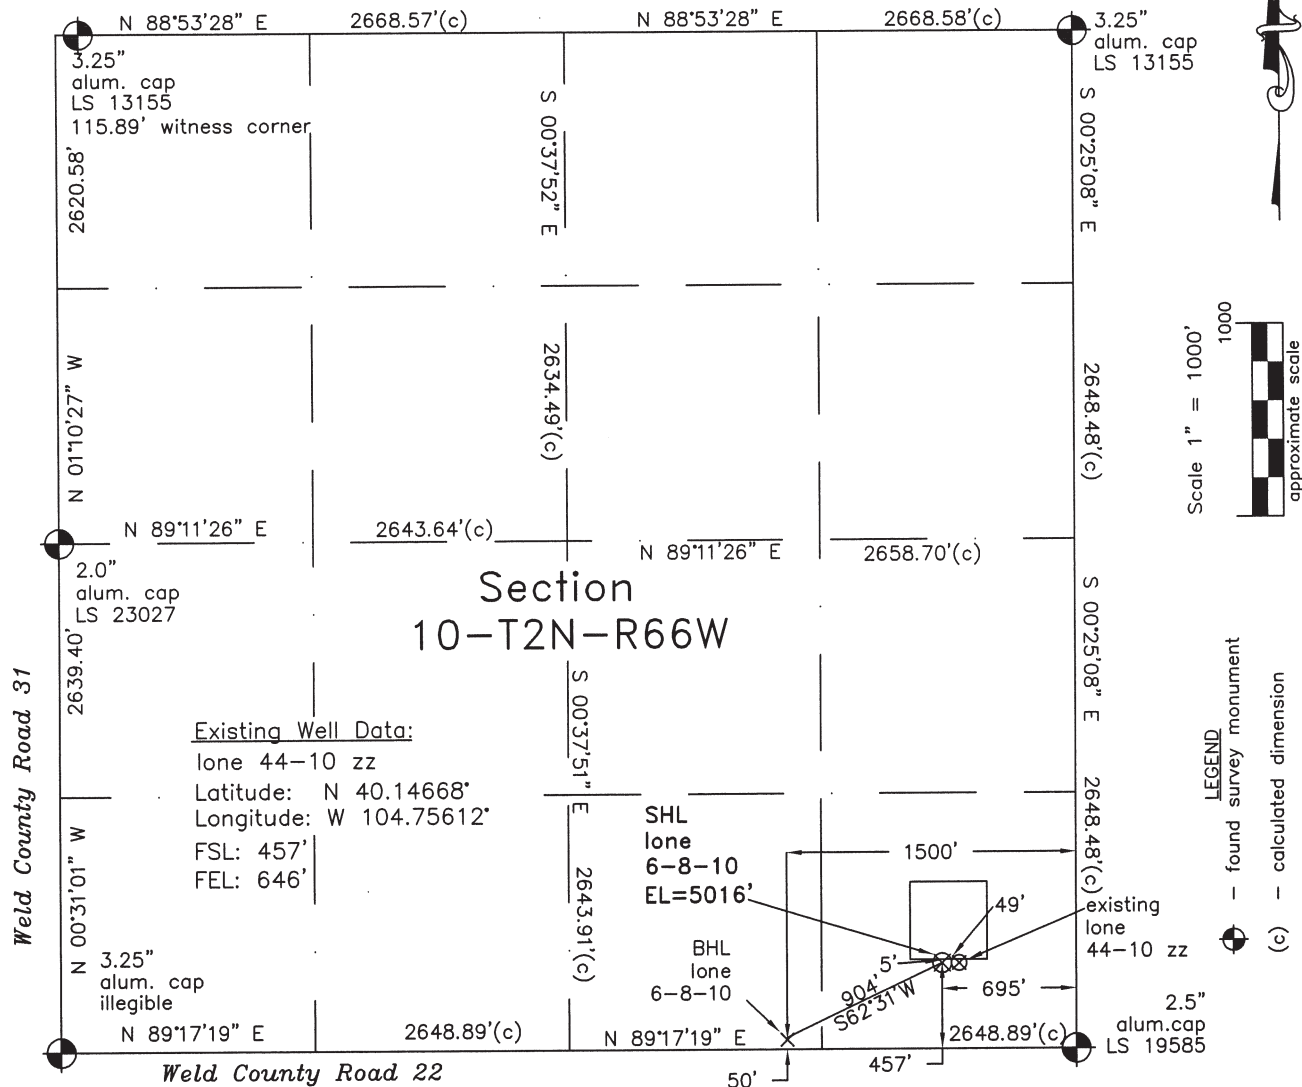 N 88°53'28" E
2668.57'(c)
N 88°53'28" E
2668.58'(c)
3.25"
alum. cap
LS 13155
3.25"
alum. cap
LS 13155
115.89' witness corner
2620.58'
S 00°37'52" E
S 00°25'08" E
N 01°10'27" W
2634.49'(c)
2648.48'(c)
Scale 1" = 1000'
1000
approximate scale
N 89°11'26" E
2643.64'(c)
N 89°11'26" E
2658.70'(c)
2.0"
alum. cap
LS 23027
Section
10-T2N-R66W
2639.40'
S 00°37'51" E
S 00°25'08" E
Weld County Road 31
Existing Well Data:
Ione 44-10 zz
Latitude: N 40.14668°
Longitude: W 104.75612°
FSL: 457'
FEL: 646'
SHL
Ione
6-8-10
EL=5016'
1500'
2648.48'(c)
LEGEND
- found survey monument
(c) - calculated dimension
49'
existing
Ione
44-10 zz
N 00°31'01" W
2643.91'(c)
BHL
Ione
6-8-10
5'
904'
S62°31'W
695'
3.25"
alum. cap
illegible
2.5"
alum.cap
LS 19585
N 89°17'19" E
2648.89'(c)
N 89°17'19" E
2648.89'(c)
457'
50'
Weld County Road 22